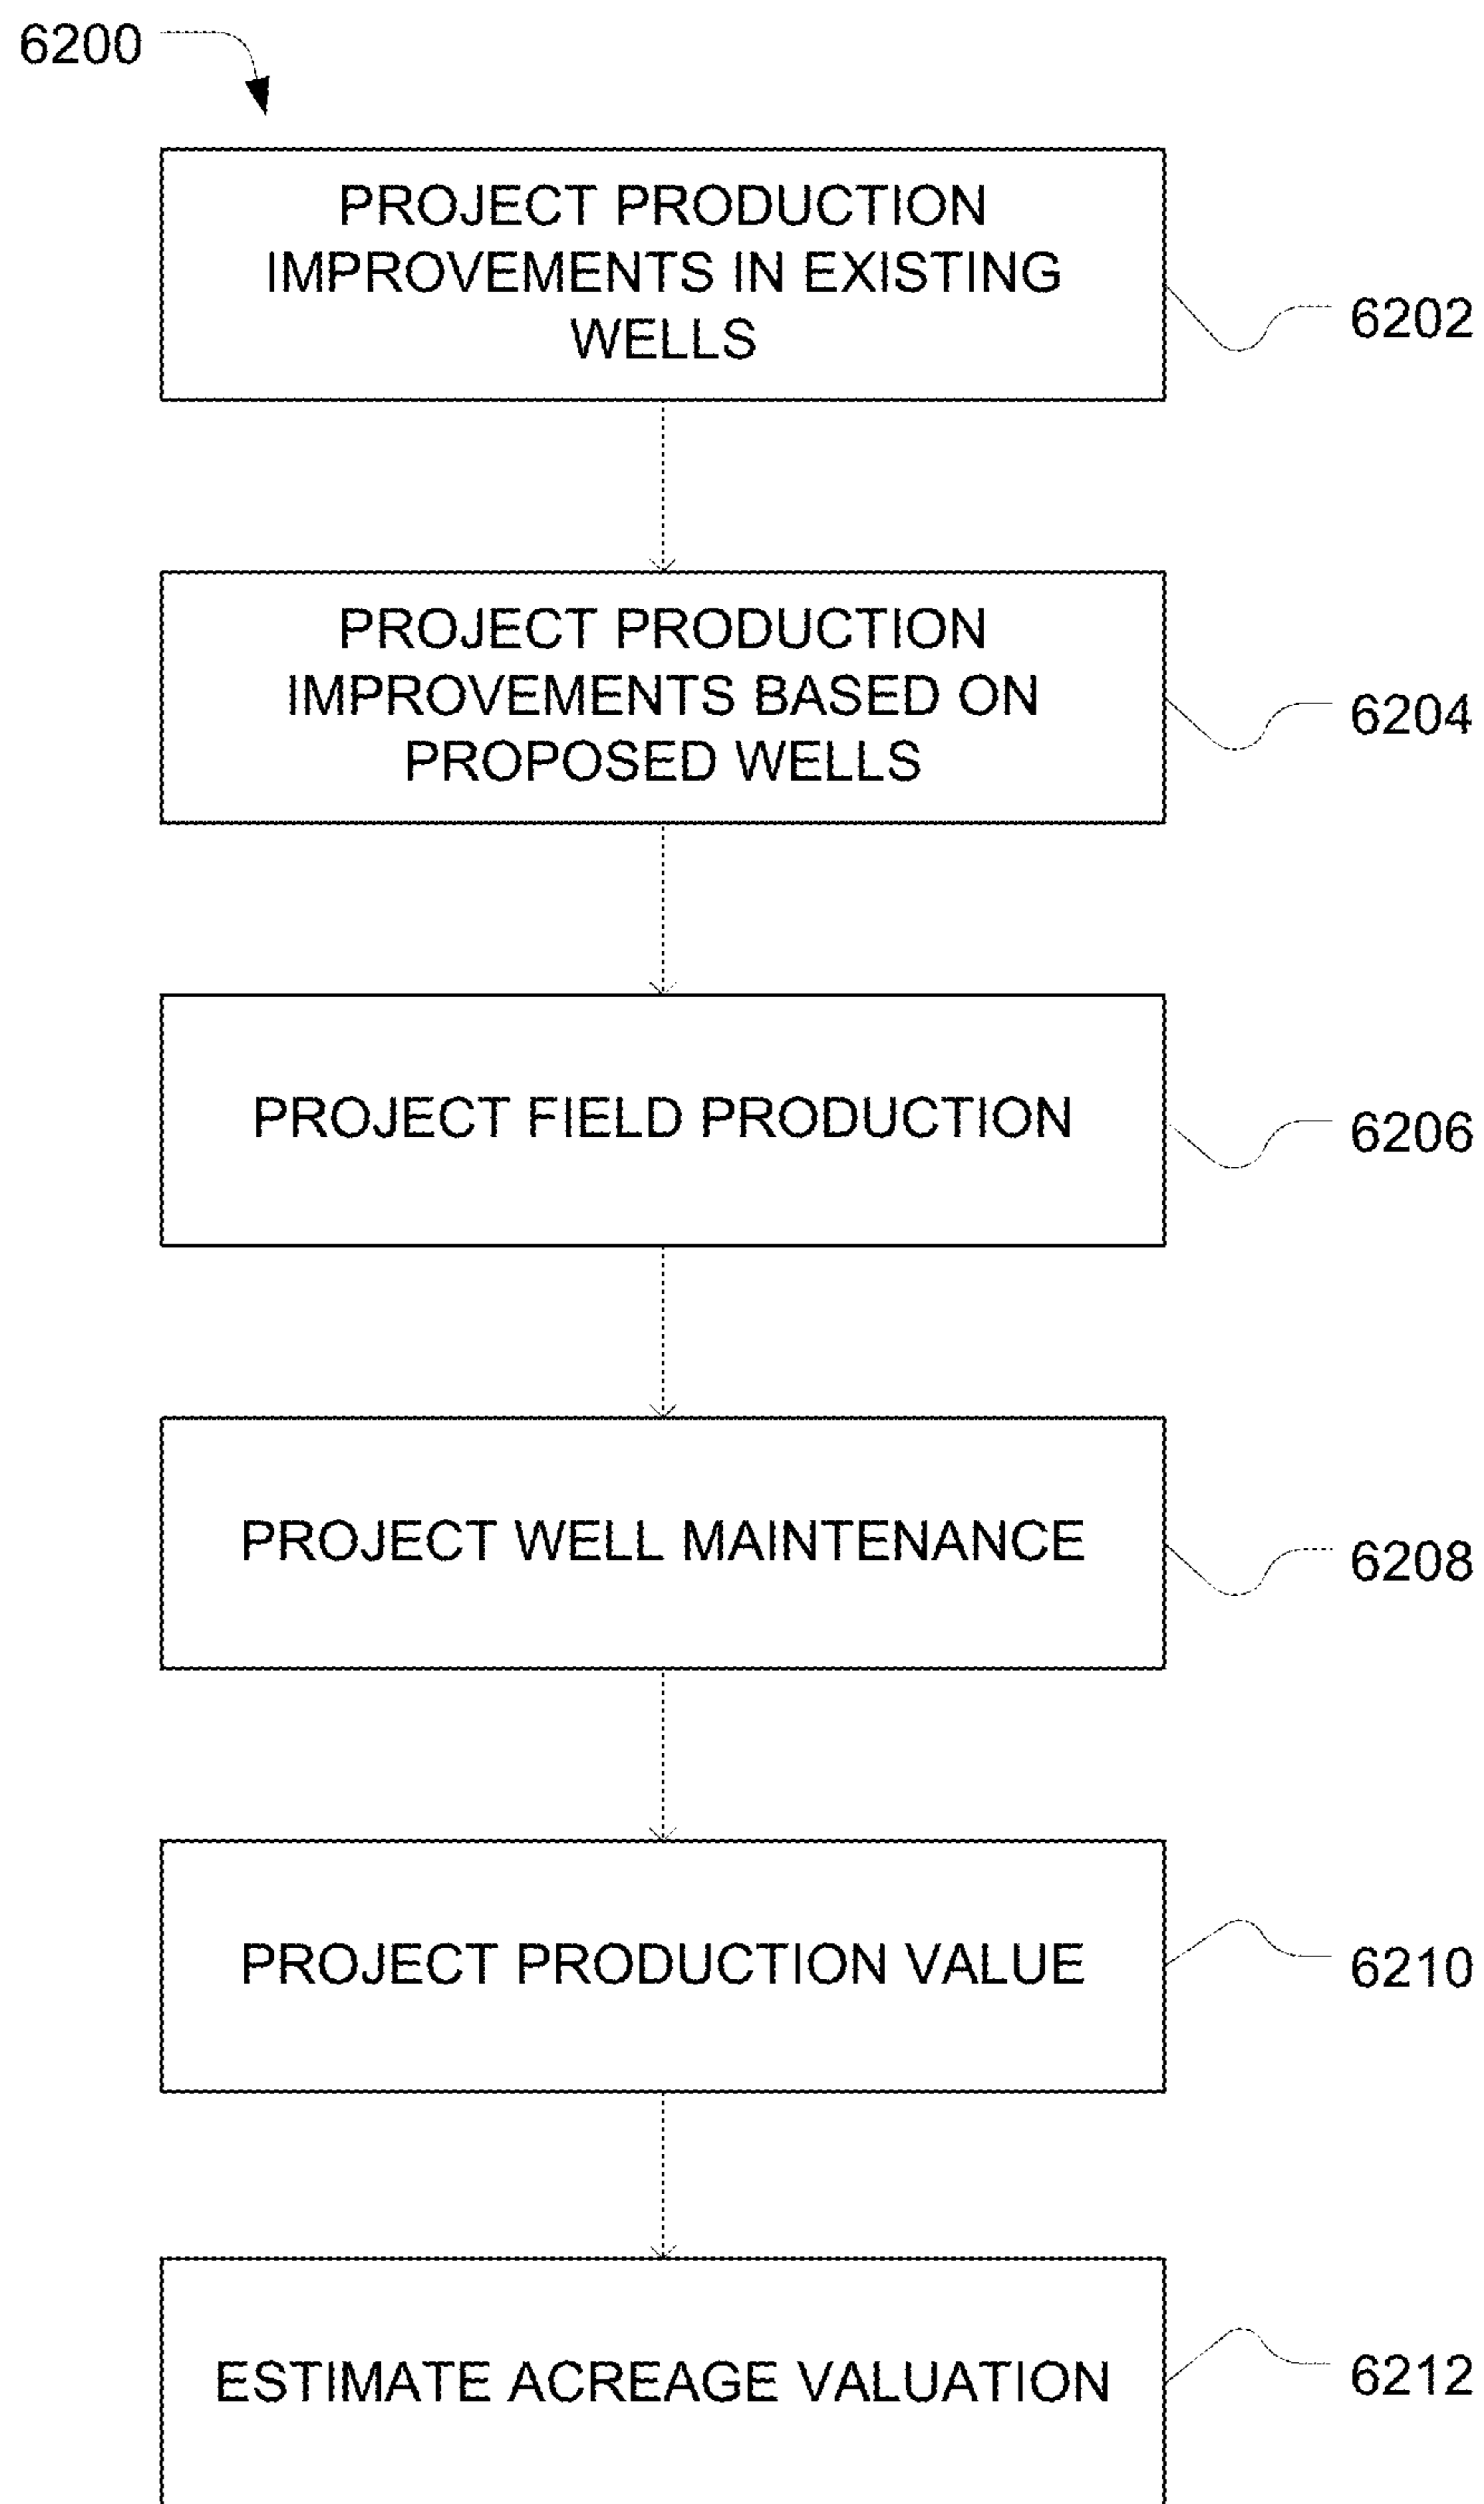 6200
PROJECT PRODUCTION
IMPROVEMENTS IN EXISTING
WELLS
6202
PROJECT PRODUCTION
IMPROVEMENTS BASED ON
PROPOSED WELLS
6204
PROJECT FIELD PRODUCTION
6206
PROJECT WELL MAINTENANCE
6208
PROJECT PRODUCTION VALUE
6210
ESTIMATE ACREAGE VALUATION
6212